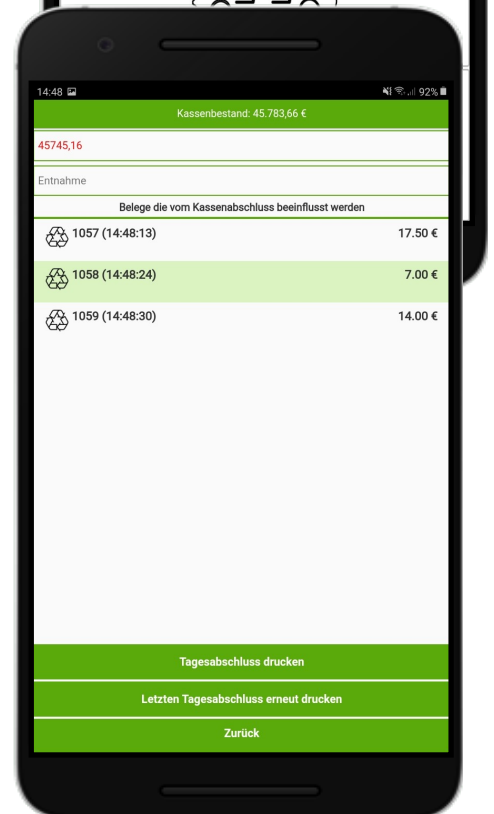 14:48 92%
Kassenbestand: 45.783,66 €
45745,16
Entnahme
Belege die vom Kassenabschluss beeinflusst werden
1057 (14:48:13) 17.50 €
1058 (14:48:24) 7.00 €
1059 (14:48:30) 14.00 €
Tagesabschluss drucken
Letzten Tagesabschluss erneut drucken
Zurück